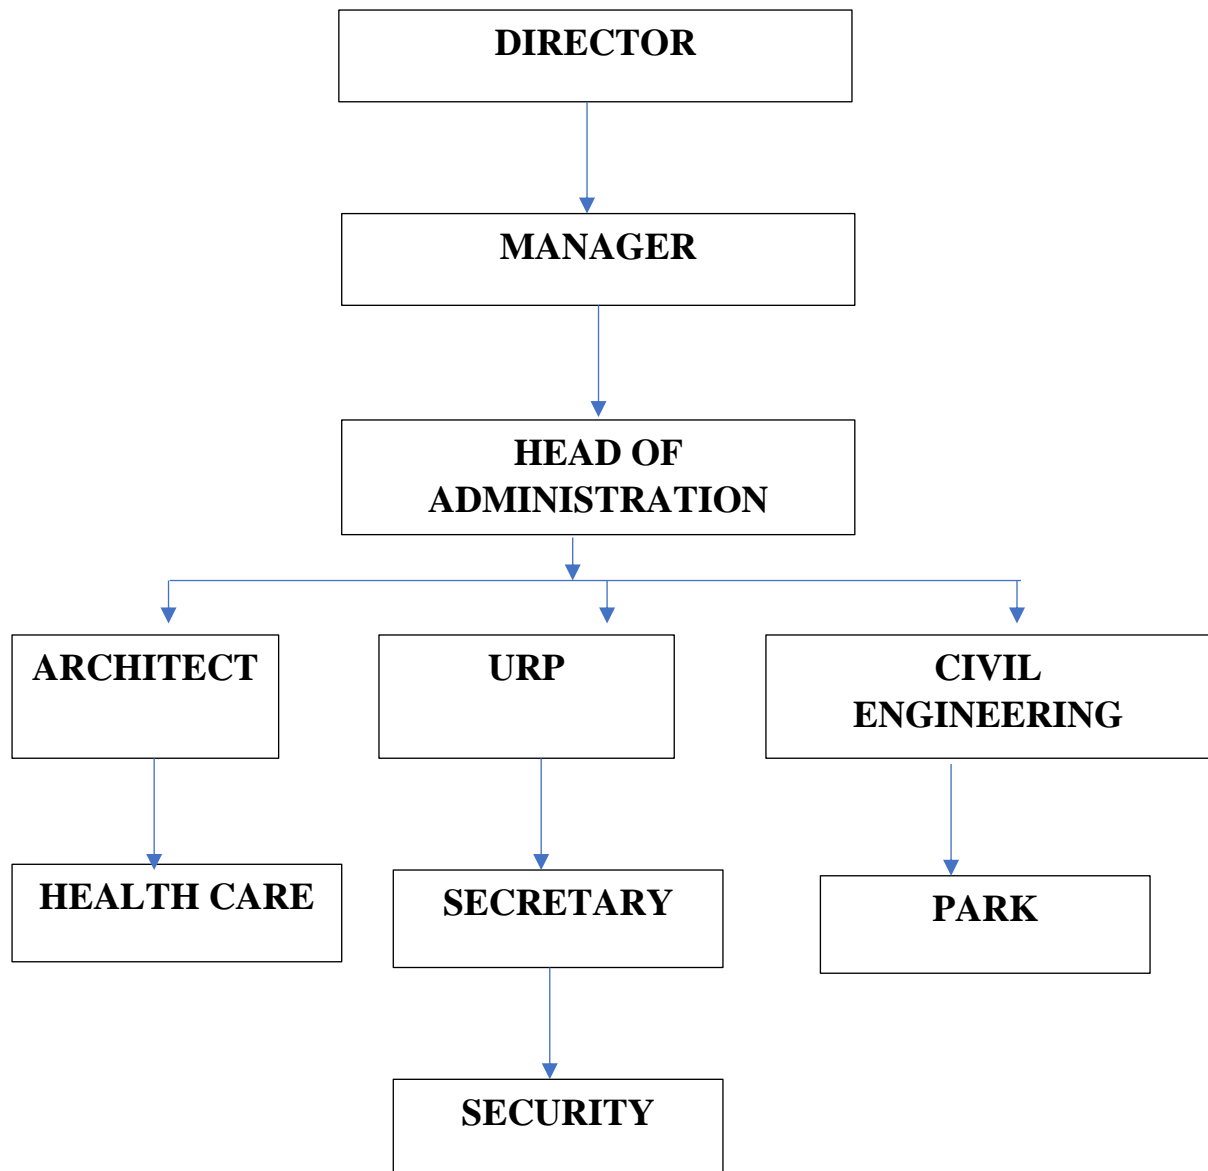 DIRECTOR
MANAGER
HEAD OF
ADMINISTRATION
ARCHITECT
URP
CIVIL
ENGINEERING
HEALTH CARE
SECRETARY
PARK
SECURITY